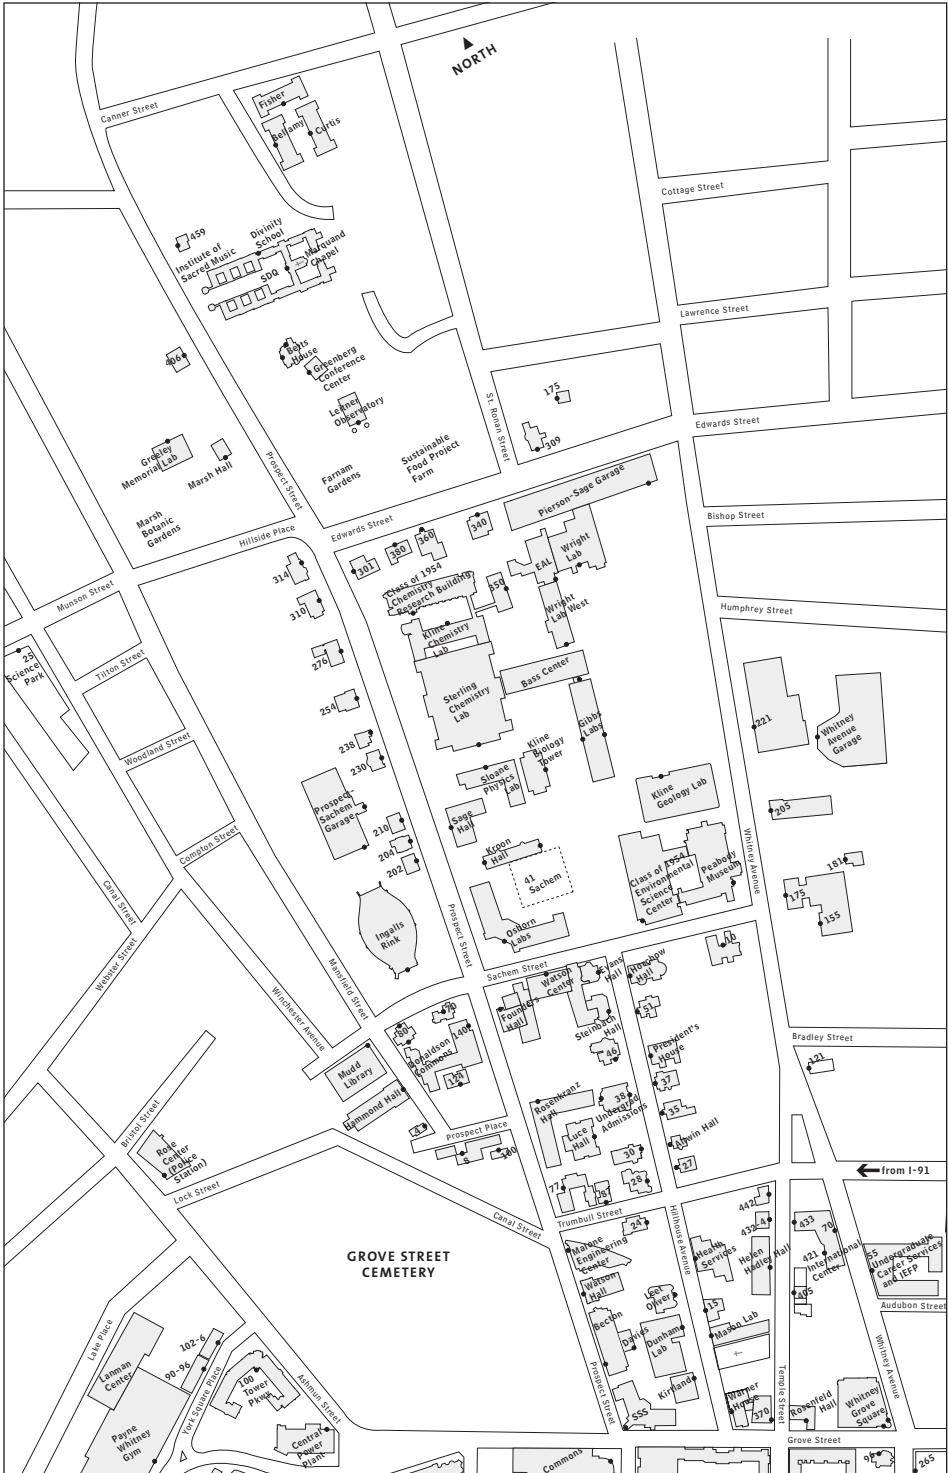 NORTH
Canner Street
Fisher
Bellamy
Curtis
Cottage Street
459
Institute of
Sacred Music
Divinity
School
SDQ
Marquand
Chapel
Lawrence Street
406
Betts
House
Greenberg
Conference
Center
Leitner
Observatory
St. Ronan Street
175
309
Edwards Street
Greeley
Memorial Lab
Marsh Hall
Prospect Street
Farnam
Gardens
Sustainable
Food Project
Farm
Pierson-Sage Garage
Marsh
Botanic
Gardens
Hillside Place
Edwards Street
Bishop Street
301
380
360
340
EAL
Wright
Lab
314
310
Class of 1954
Chemistry
Research Building
350
Wright
Lab West
Munson Street
Humphrey Street
Kline
Chemistry
Lab
276
25
Science
Park
Tilton Street
Bass Center
254
Sterling
Chemistry
Lab
Gibbs
Labs
221
Whitney
Avenue
Garage
Woodland Street
238
230
Kline
Biology
Tower
Sloane
Physics
Lab
Kline
Geology Lab
Prospect-
Sachem
Garage
210
204
202
Sage
Hall
205
Compton Street
Kroon
Hall
41
Sachem
Class of 1954
Environmental
Science
Center
Peabody
Museum
Whitney Avenue
181
175
155
Canal Street
Ingalls
Rink
Prospect Street
Osborn
Labs
Webster Street
Mansfield Street
Winchester Avenue
Sachem Street
10
Watson
Center
Evans
Hall
Horchow
Hall
Founders
Hall
Steinbach
Hall
51
70
80
140
Donaldson
Commons
124
46
President's
House
Bradley Street
121
Mudd
Library
Hammond Hall
37
Rosenkranz
Hall
38
Undergrad
Admissions
35
Bristol Street
4
Prospect Place
8
100
Luce
Hall
Allwin Hall
30
27
Rose
Center
(Police
Station)
Lock Street
from I-91
77
87
28
Canal Street
Trumbull Street
24
Hillhouse Avenue
442
432-4
433
70
GROVE STREET
CEMETERY
Malone
Engineering
Center
Health
Services
Helen
Hadley Hall
421
International
Center
55
Undergraduate
Career Services
and IEFP
Watson
Hall
Leet
Oliver
15
405
Audubon Street
Lake Place
Becton
Davies
Dunham
Lab
Mason Lab
102-6
90-96
Lanman
Center
York Square Place
100
Tower
Pkwy
Ashmun Street
Prospect Street
Kirtland
Temple Street
Whitney Avenue
Payne
Whitney
Gym
Central
Power
Plant
SSS
Warner
House
370
Rosenfeld
Hall
Whitney
Grove
Square
Grove Street
Commons
96
265